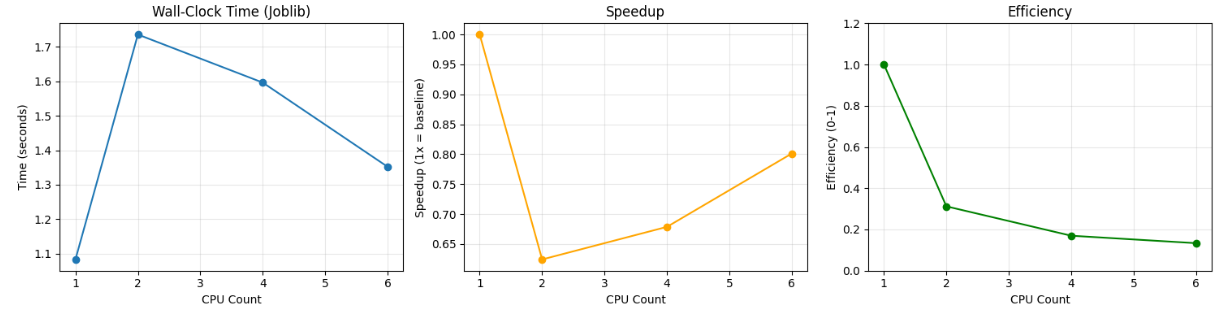 Wall-Clock Time (Joblib)
Time (seconds)
1.7
1.6
1.5
1.4
1.3
1.2
1.1
1 2 3 4 5 6
CPU Count
Speedup
Speedup (1x = baseline)
1.00
0.95
0.90
0.85
0.80
0.75
0.70
0.65
1 2 3 4 5 6
CPU Count
Efficiency
Efficiency (0-1)
1.2
1.0
0.8
0.6
0.4
0.2
0.0
1 2 3 4 5 6
CPU Count